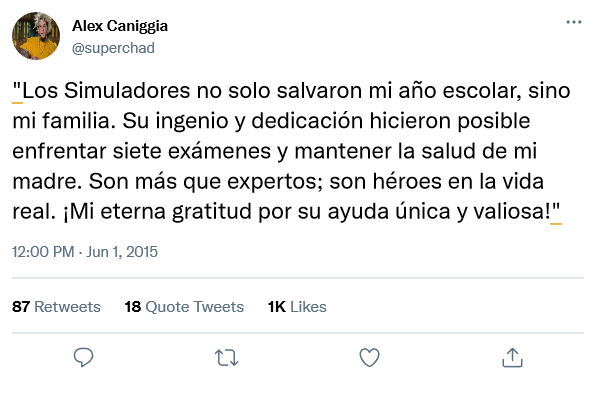 Alex Caniggia
@superchad
"Los Simuladores no solo salvaron mi año escolar, sino
mi familia. Su ingenio y dedicación hicieron posible
enfrentar siete exámenes y mantener la salud de mi
madre. Son más que expertos; son héroes en la vida
real. ¡Mi eterna gratitud por su ayuda única y valiosa!"
12:00 PM · Jun 1, 2015
87 Retweets 18 Quote Tweets 1K Likes